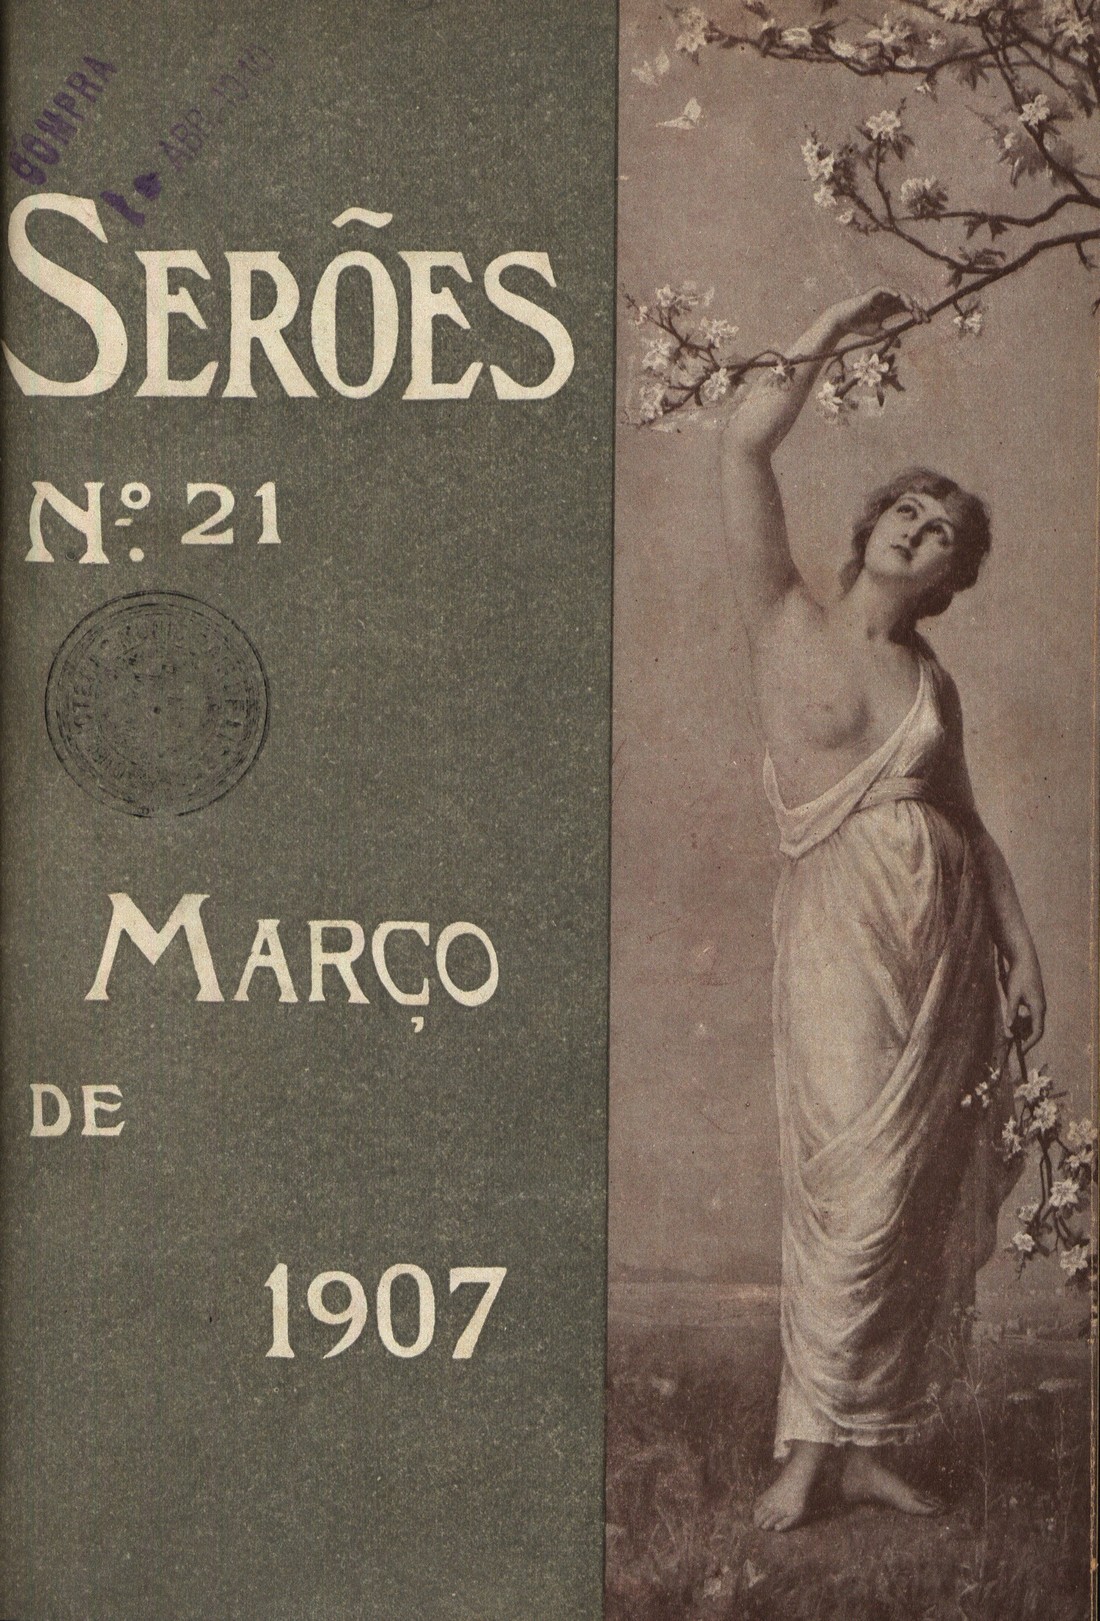 COMPRA
ABR.
SERÕES
Nº. 21
MARÇO
DE
1907